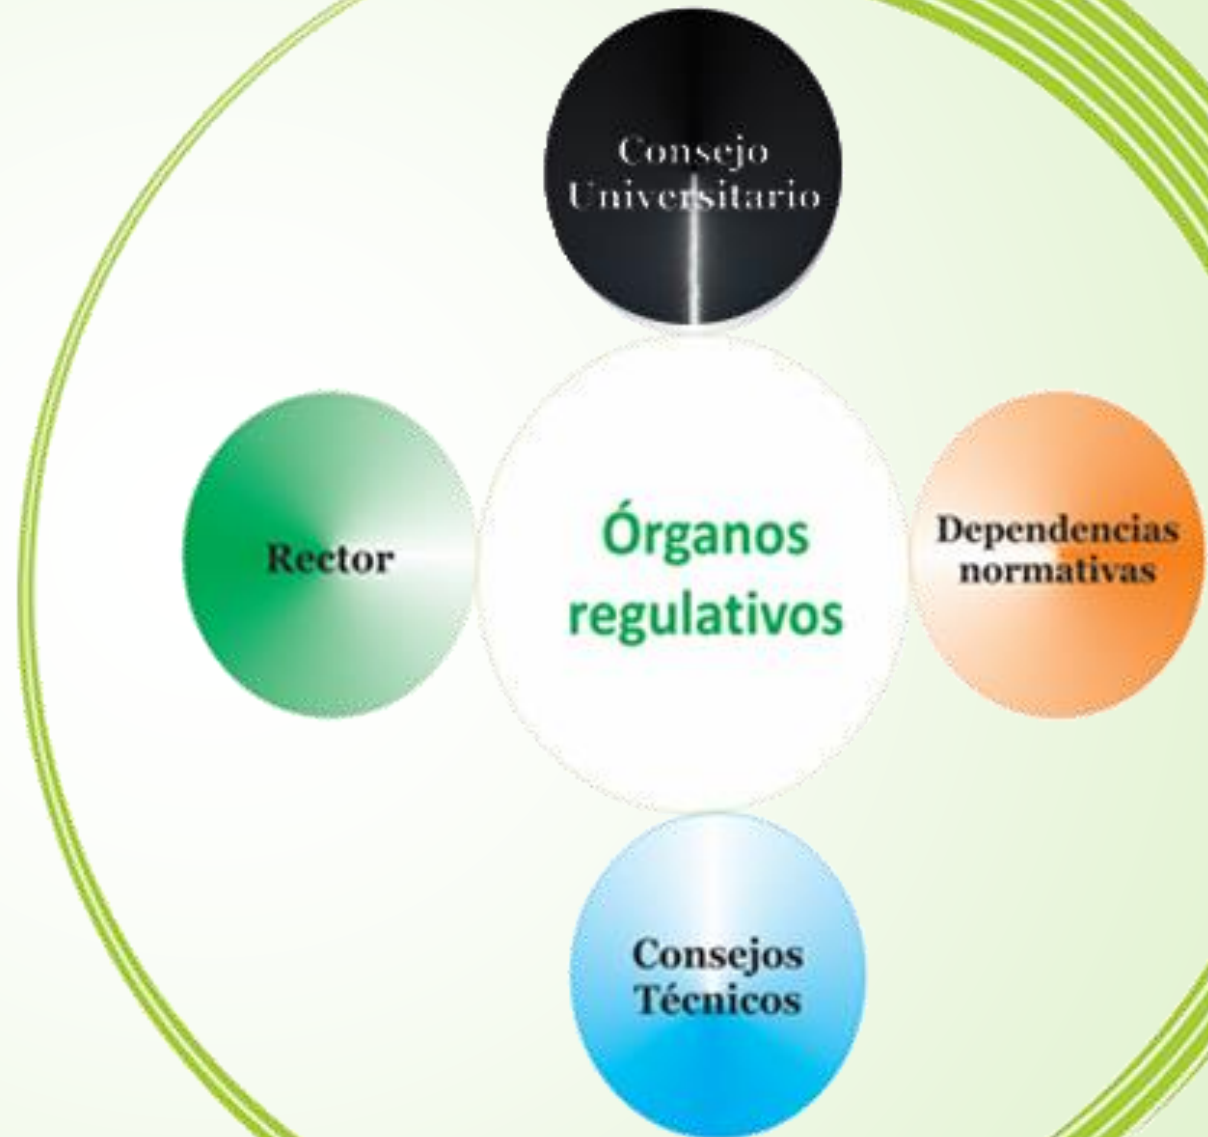 Consejo
Universitario
Rector
Órganos
regulativos
Dependencias
normativas
Consejos
Técnicos